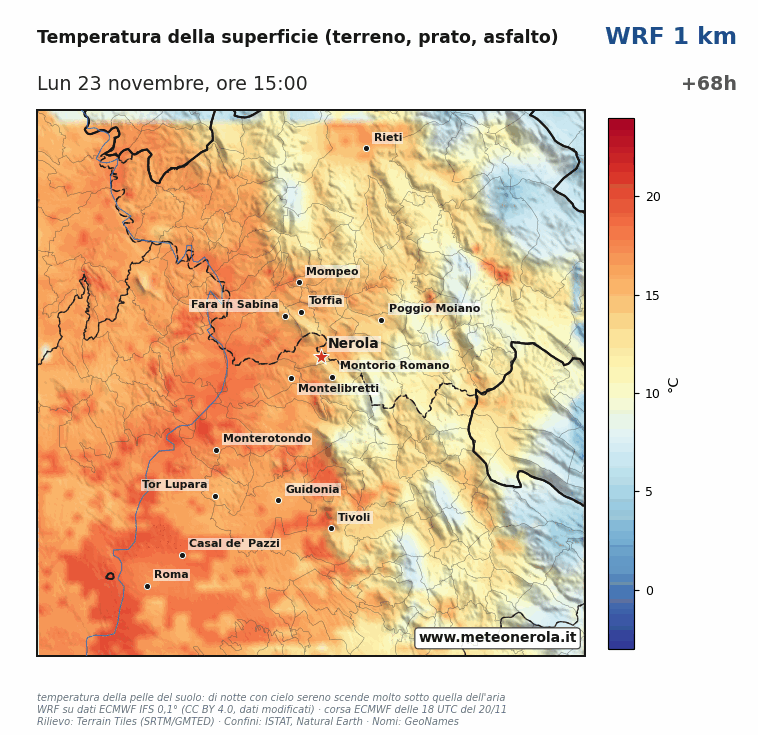 Temperatura della superficie (terreno, prato, asfalto)
WRF 1 km
Lun 23 novembre, ore 15:00
+68h
Rieti
Mompeo
Fara in Sabina
Toffia
Poggio Moiano
Nerola
Montorio Romano
Montelibretti
Monterotondo
Tor Lupara
Guidonia
Tivoli
Casal de' Pazzi
Roma
www.meteonerola.it
20
15
10
5
0
°C
temperatura della pelle del suolo: di notte con cielo sereno scende molto sotto quella dell'aria
WRF su dati ECMWF IFS 0,1° (CC BY 4.0, dati modificati) · corsa ECMWF delle 18 UTC del 20/11
Rilievo: Terrain Tiles (SRTM/GMTED) · Confini: ISTAT, Natural Earth · Nomi: GeoNames